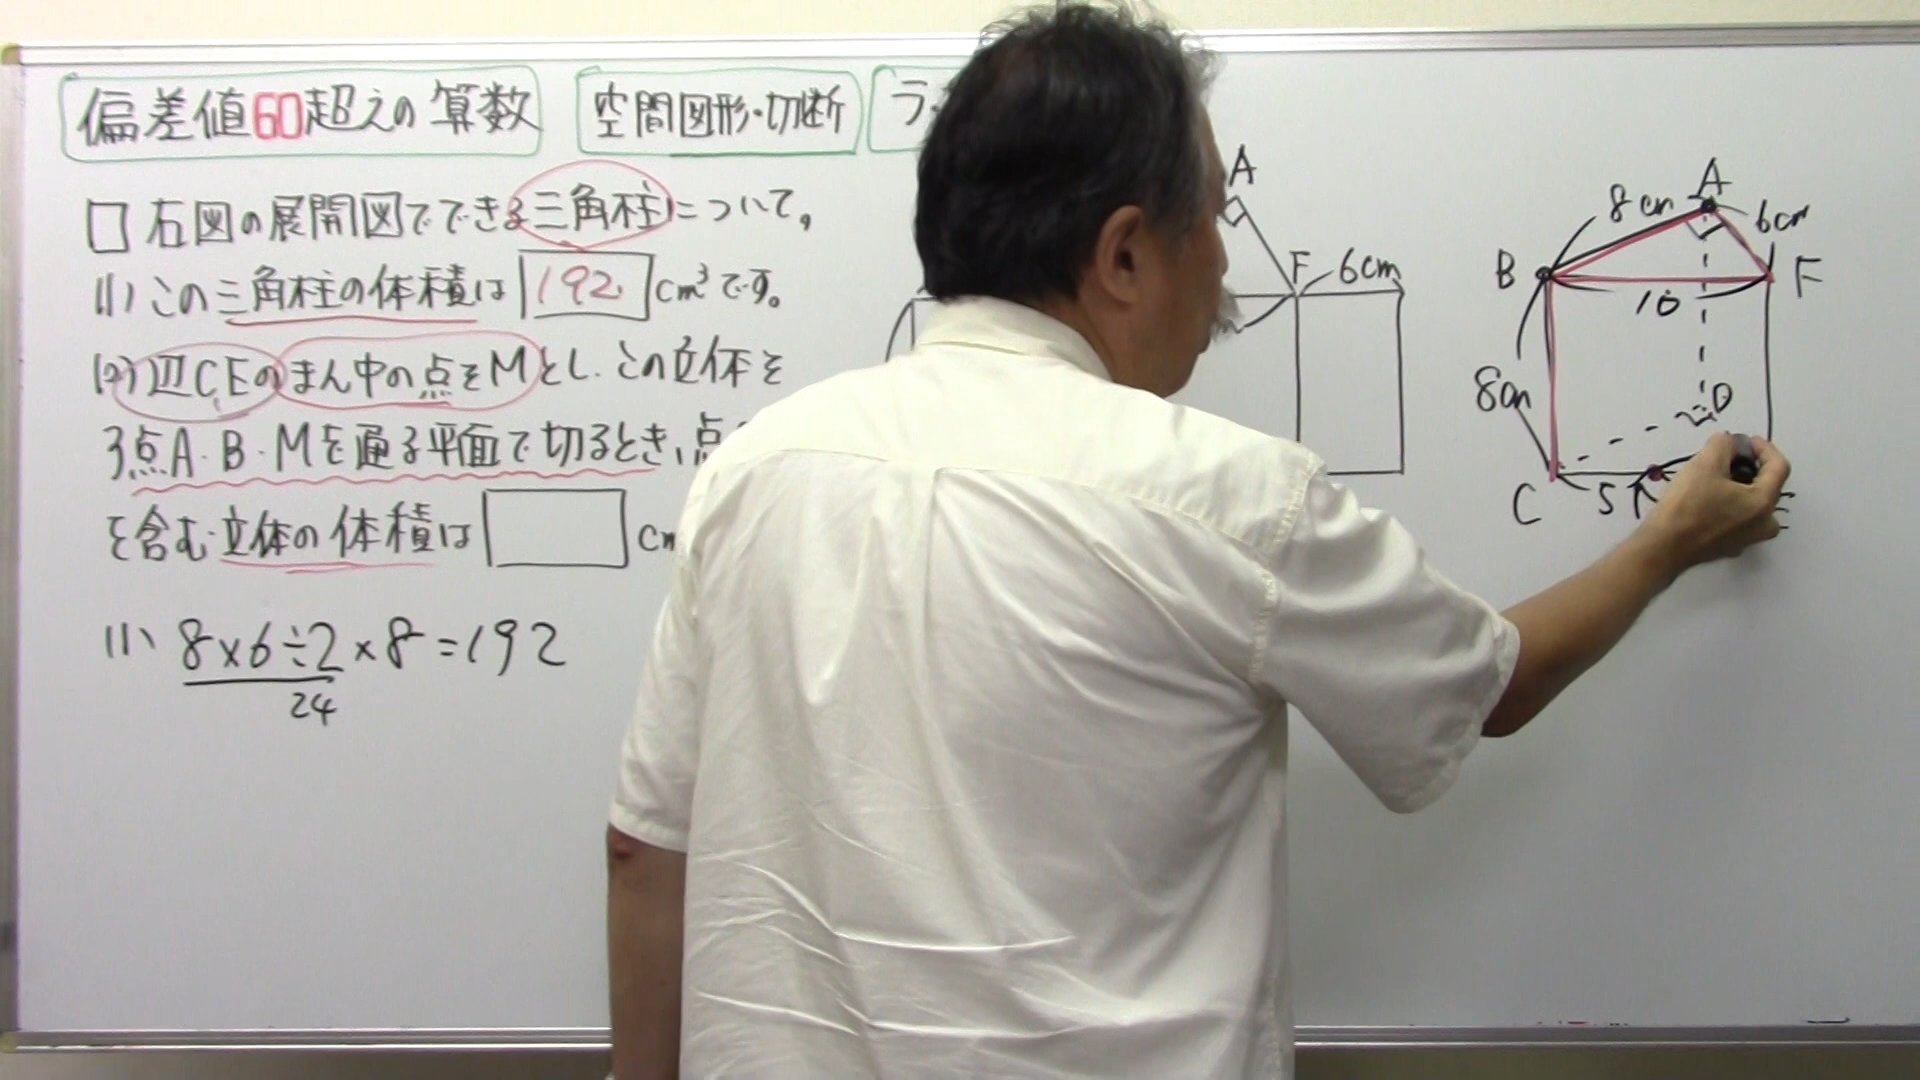 偏差値60超えの算数
空間図形・切断
ラ
□ 右図の展開図でできる三角柱について。
(1) この三角柱の体積は 192 cm³です。
(2) 辺CEのまん中の点をMとし、この立体を
3点A・B・Mを通る平面で切るとき、点
を含む立体の体積は cm
(1) 8×6÷2×8=192
24
A
F 6cm
A
8cm 6cm
B F
10
8cm
D
C 5